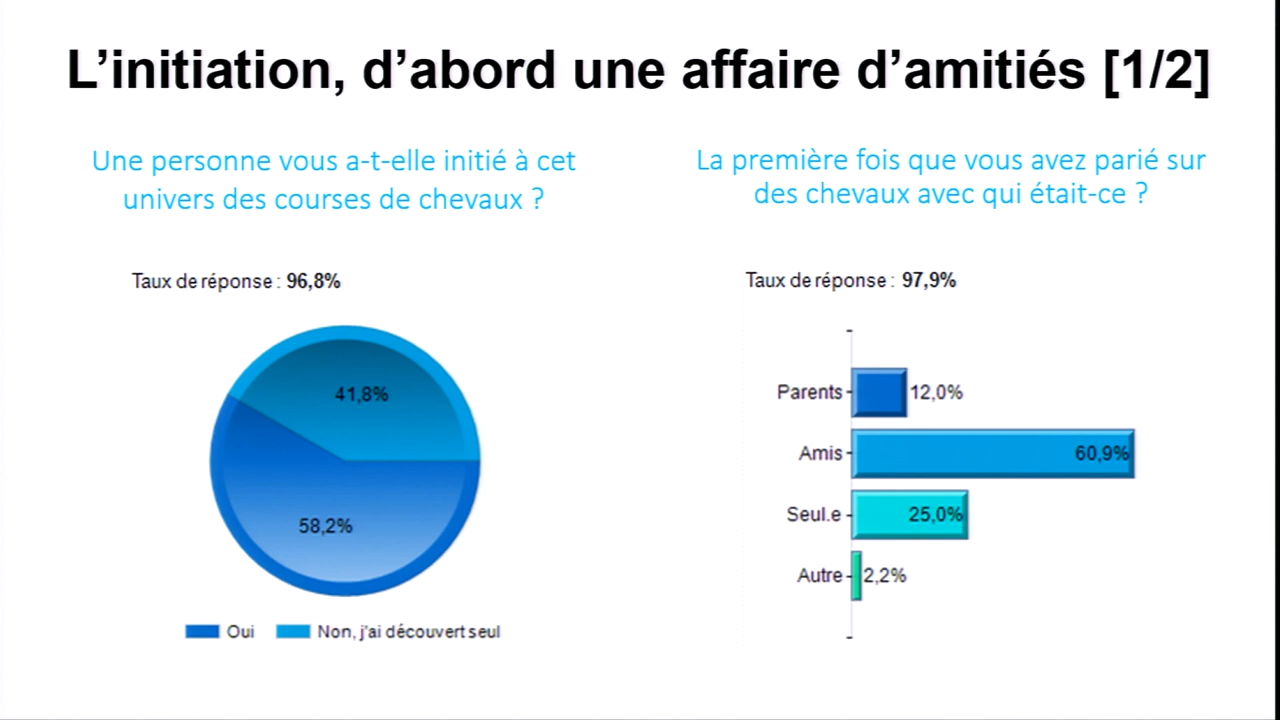 L’initiation, d’abord une affaire d’amitiés [1/2]
Une personne vous a-t-elle initié à cet
univers des courses de chevaux ?
Taux de réponse : 96,8%
41,8%
58,2%
Oui
Non, j'ai découvert seul
La première fois que vous avez parié sur
des chevaux avec qui était-ce ?
Taux de réponse : 97,9%
Parents 12,0%
Amis 60,9%
Seul.e 25,0%
Autre 2,2%